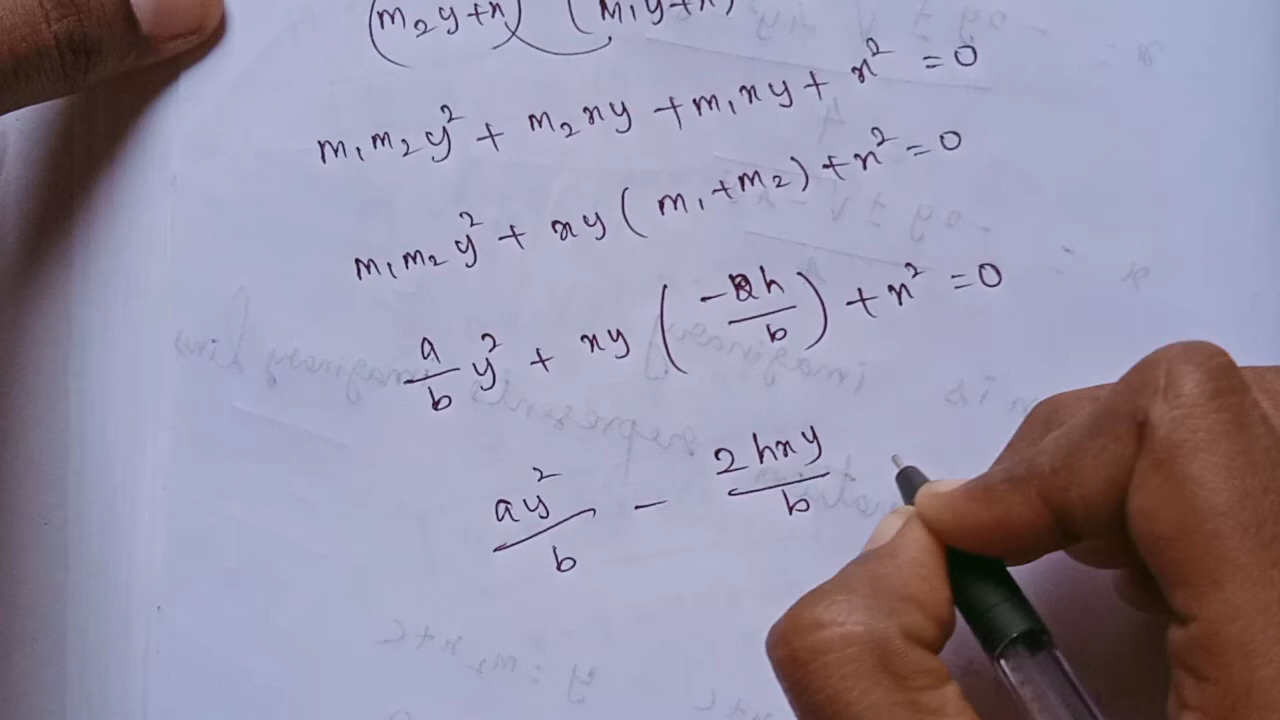 (m₂y+x) (m₁y+x)
m₁m₂y² + m₂xy + m₁xy + x² = 0
m₁m₂y² + xy (m₁+m₂) + x² = 0
a/b y² + xy (-2h/b) + x² = 0
ay²/b - 2hxy/b